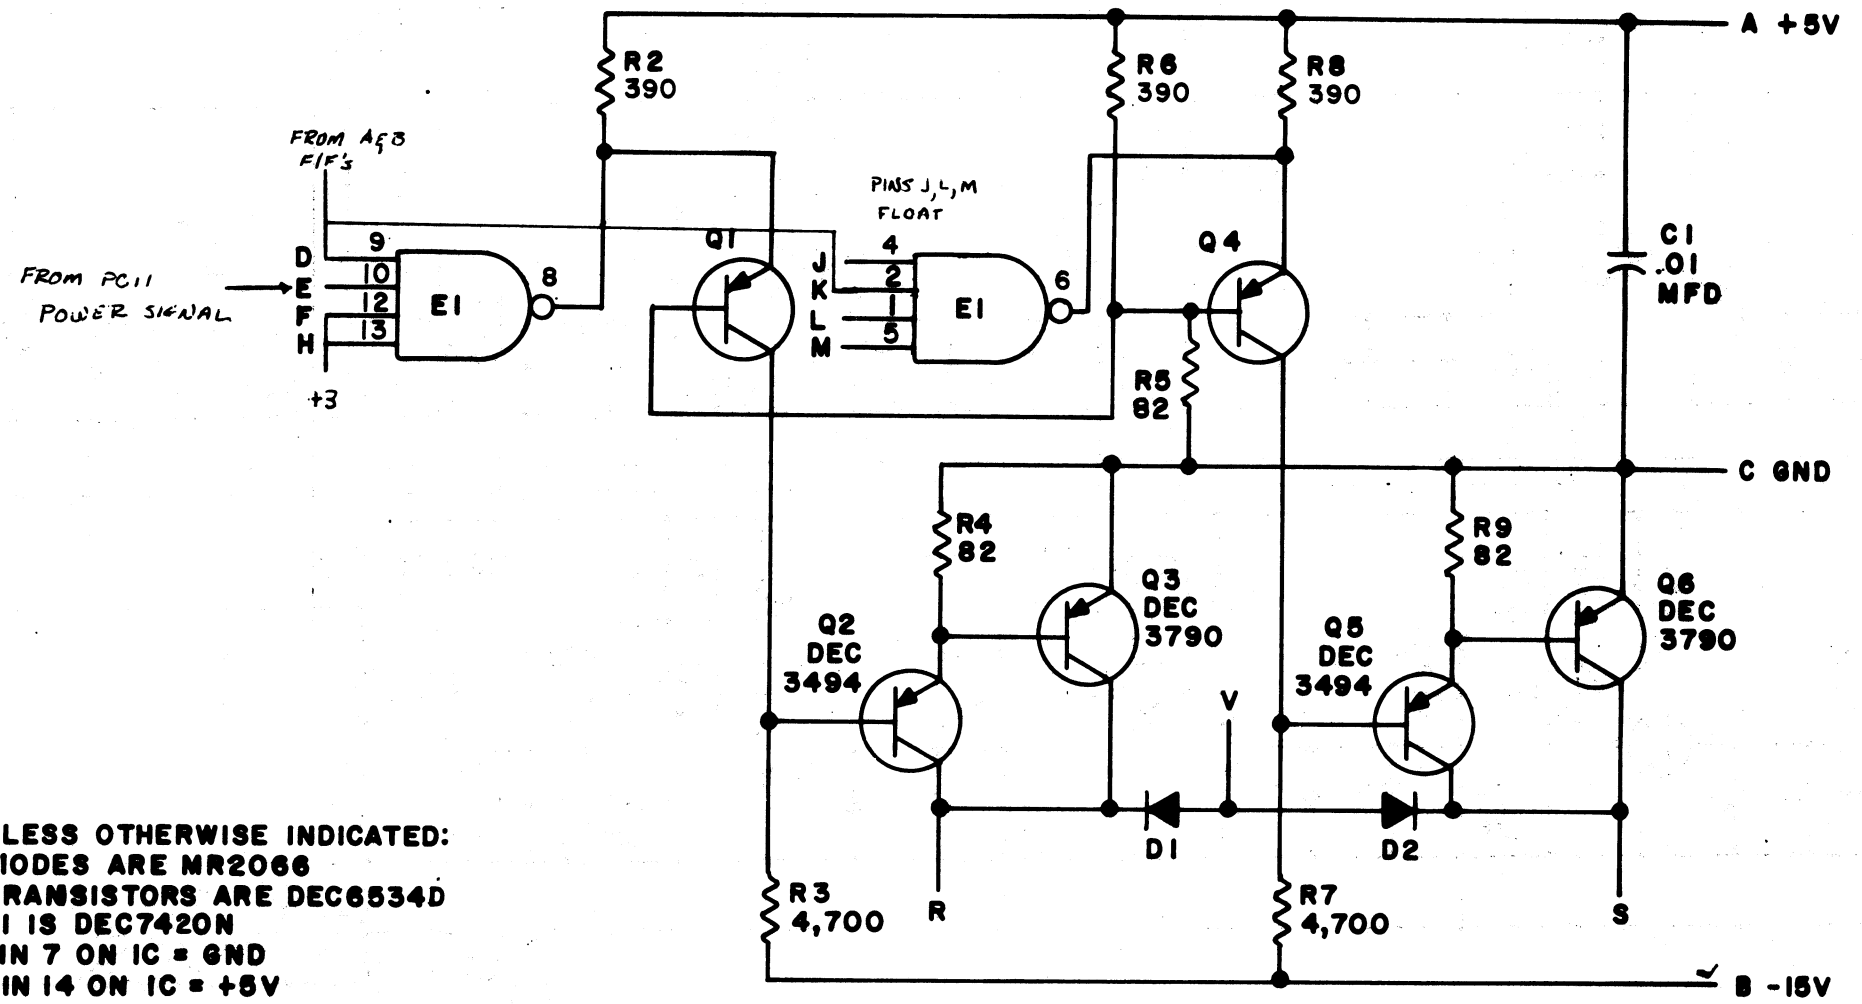 A +5V
R2
390
R6
390
R8
390
FROM A&B
F/F's
PINS J, L, M
FLOAT
C1
.01
MFD
Q1
Q4
D 9
E 10
F 12
H 13
E1
8
J 4
K 2
L 1
M 5
E1
6
FROM PC11
POWER SIGNAL
+3
R5
82
C GND
R4
82
R9
82
Q3
DEC
3790
Q6
DEC
3790
Q2
DEC
3494
Q5
DEC
3494
V
D1
D2
R3
4,700
R
R7
4,700
S
B -15V
LESS OTHERWISE INDICATED:
IODES ARE MR2066
RANSISTORS ARE DEC6534D
1 IS DEC7420N
IN 7 ON IC = GND
IN 14 ON IC = +5V